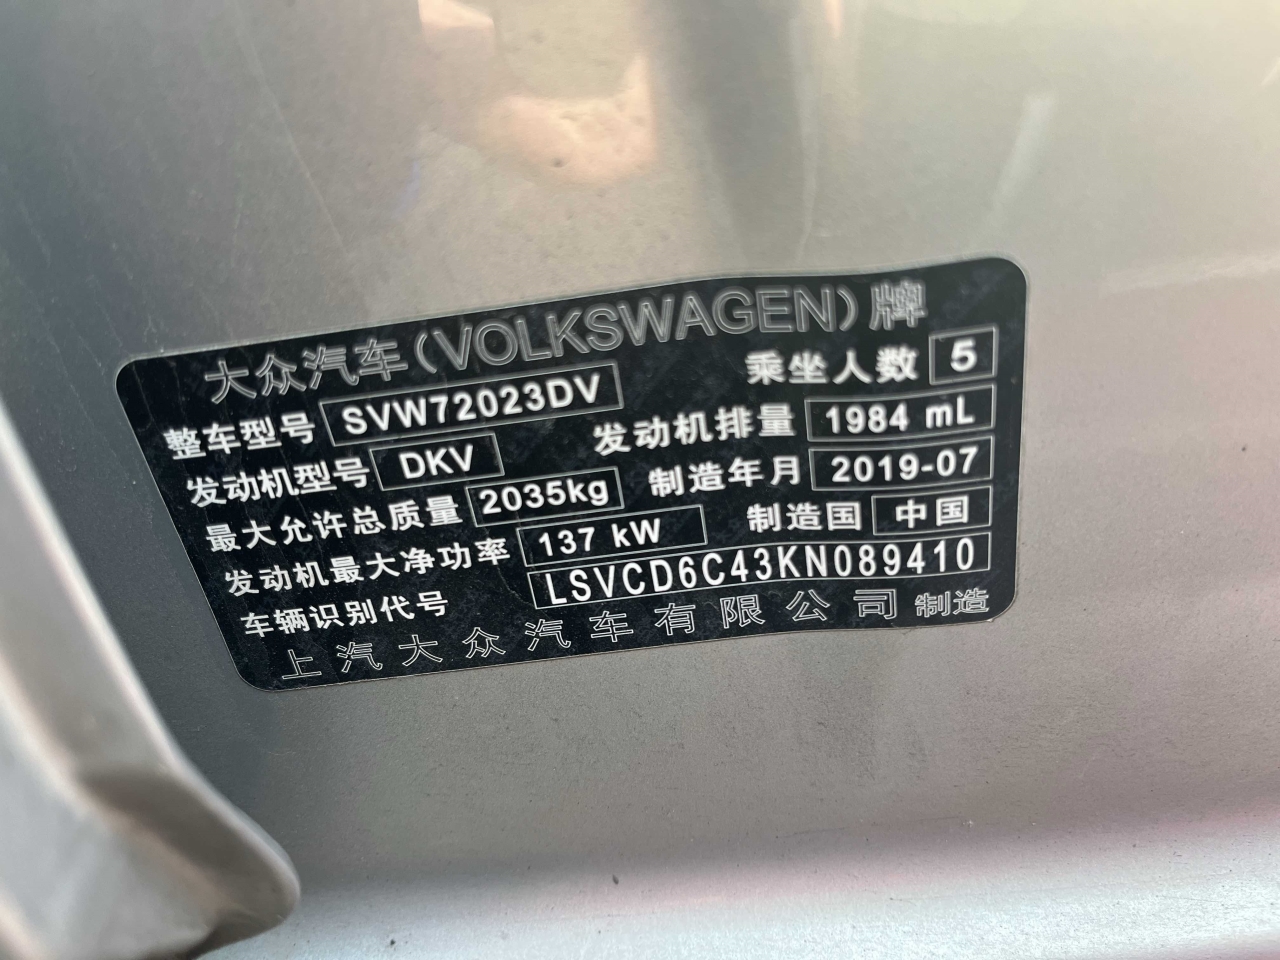 大众汽车(VOLKSWAGEN)牌
整车型号 SVW72023DV 乘坐人数 5
发动机型号 DKV 发动机排量 1984 mL
最大允许总质量 2035kg 制造年月 2019-07
发动机最大净功率 137 kW 制造国 中国
车辆识别代号 LSVCD6C43KN089410
上汽大众汽车有限公司 制造